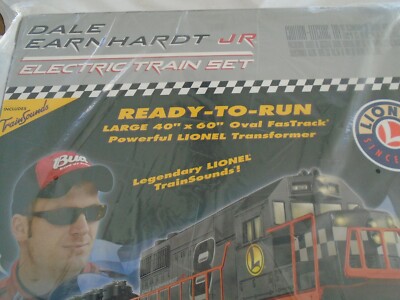 DALE
EARNHARDT JR
ELECTRIC TRAIN SET
INCLUDES
TrainSounds
READY-TO-RUN
LARGE 40" x 60" Oval FasTrack
Powerful LIONEL Transformer
Legendary LIONEL
TrainSounds!
LIONEL
Bud
L